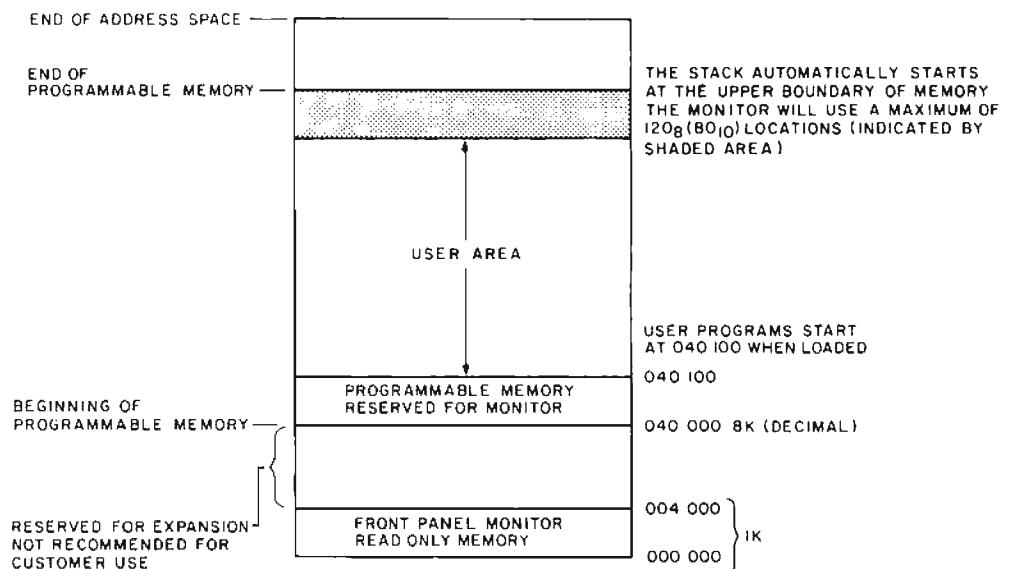 END OF ADDRESS SPACE
END OF
PROGRAMMABLE MEMORY
THE STACK AUTOMATICALLY STARTS
AT THE UPPER BOUNDARY OF MEMORY
THE MONITOR WILL USE A MAXIMUM OF
120₈(80₁₀) LOCATIONS (INDICATED BY
SHADED AREA)
USER AREA
USER PROGRAMS START
AT 040 100 WHEN LOADED
040 100
PROGRAMMABLE MEMORY
RESERVED FOR MONITOR
BEGINNING OF
PROGRAMMABLE MEMORY
040 000 8K (DECIMAL)
004 000
RESERVED FOR EXPANSION
NOT RECOMMENDED FOR
CUSTOMER USE
FRONT PANEL MONITOR
READ ONLY MEMORY
1K
000 000